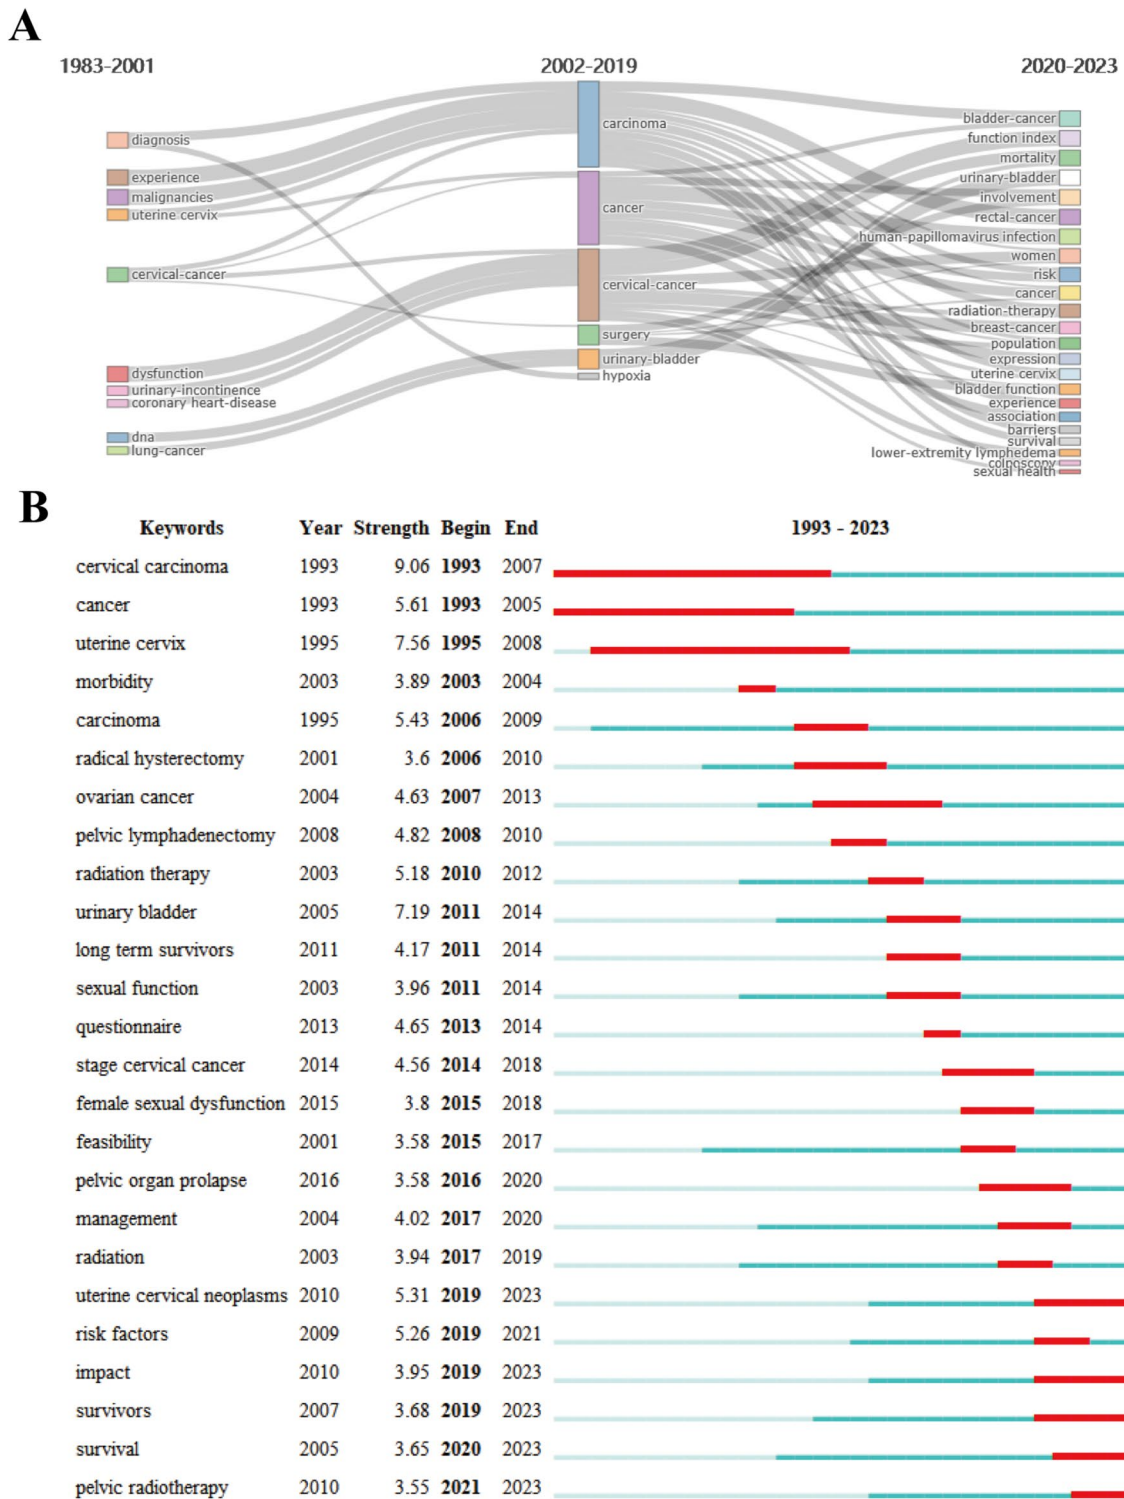 A
1983-2001 2002-2019 2020-2023
diagnosis
experience
malignancies
uterine cervix
cervical-cancer
dysfunction
urinary-incontinence
coronary heart-disease
dna
lung-cancer
carcinoma
cancer
cervical-cancer
surgery
urinary-bladder
hypoxia
bladder-cancer
function index
mortality
urinary-bladder
involvement
rectal-cancer
human-papillomavirus infection
women
risk
cancer
radiation-therapy
breast-cancer
population
expression
uterine cervix
bladder function
experience
association
barriers
survival
lower-extremity lymphedema
colposcopy
sexual health
B
Keywords Year Strength Begin End 1993 - 2023
cervical carcinoma 1993 9.06 1993 2007
cancer 1993 5.61 1993 2005
uterine cervix 1995 7.56 1995 2008
morbidity 2003 3.89 2003 2004
carcinoma 1995 5.43 2006 2009
radical hysterectomy 2001 3.6 2006 2010
ovarian cancer 2004 4.63 2007 2013
pelvic lymphadenectomy 2008 4.82 2008 2010
radiation therapy 2003 5.18 2010 2012
urinary bladder 2005 7.19 2011 2014
long term survivors 2011 4.17 2011 2014
sexual function 2003 3.96 2011 2014
questionnaire 2013 4.65 2013 2014
stage cervical cancer 2014 4.56 2014 2018
female sexual dysfunction 2015 3.8 2015 2018
feasibility 2001 3.58 2015 2017
pelvic organ prolapse 2016 3.58 2016 2020
management 2004 4.02 2017 2020
radiation 2003 3.94 2017 2019
uterine cervical neoplasms 2010 5.31 2019 2023
risk factors 2009 5.26 2019 2021
impact 2010 3.95 2019 2023
survivors 2007 3.68 2019 2023
survival 2005 3.65 2020 2023
pelvic radiotherapy 2010 3.55 2021 2023